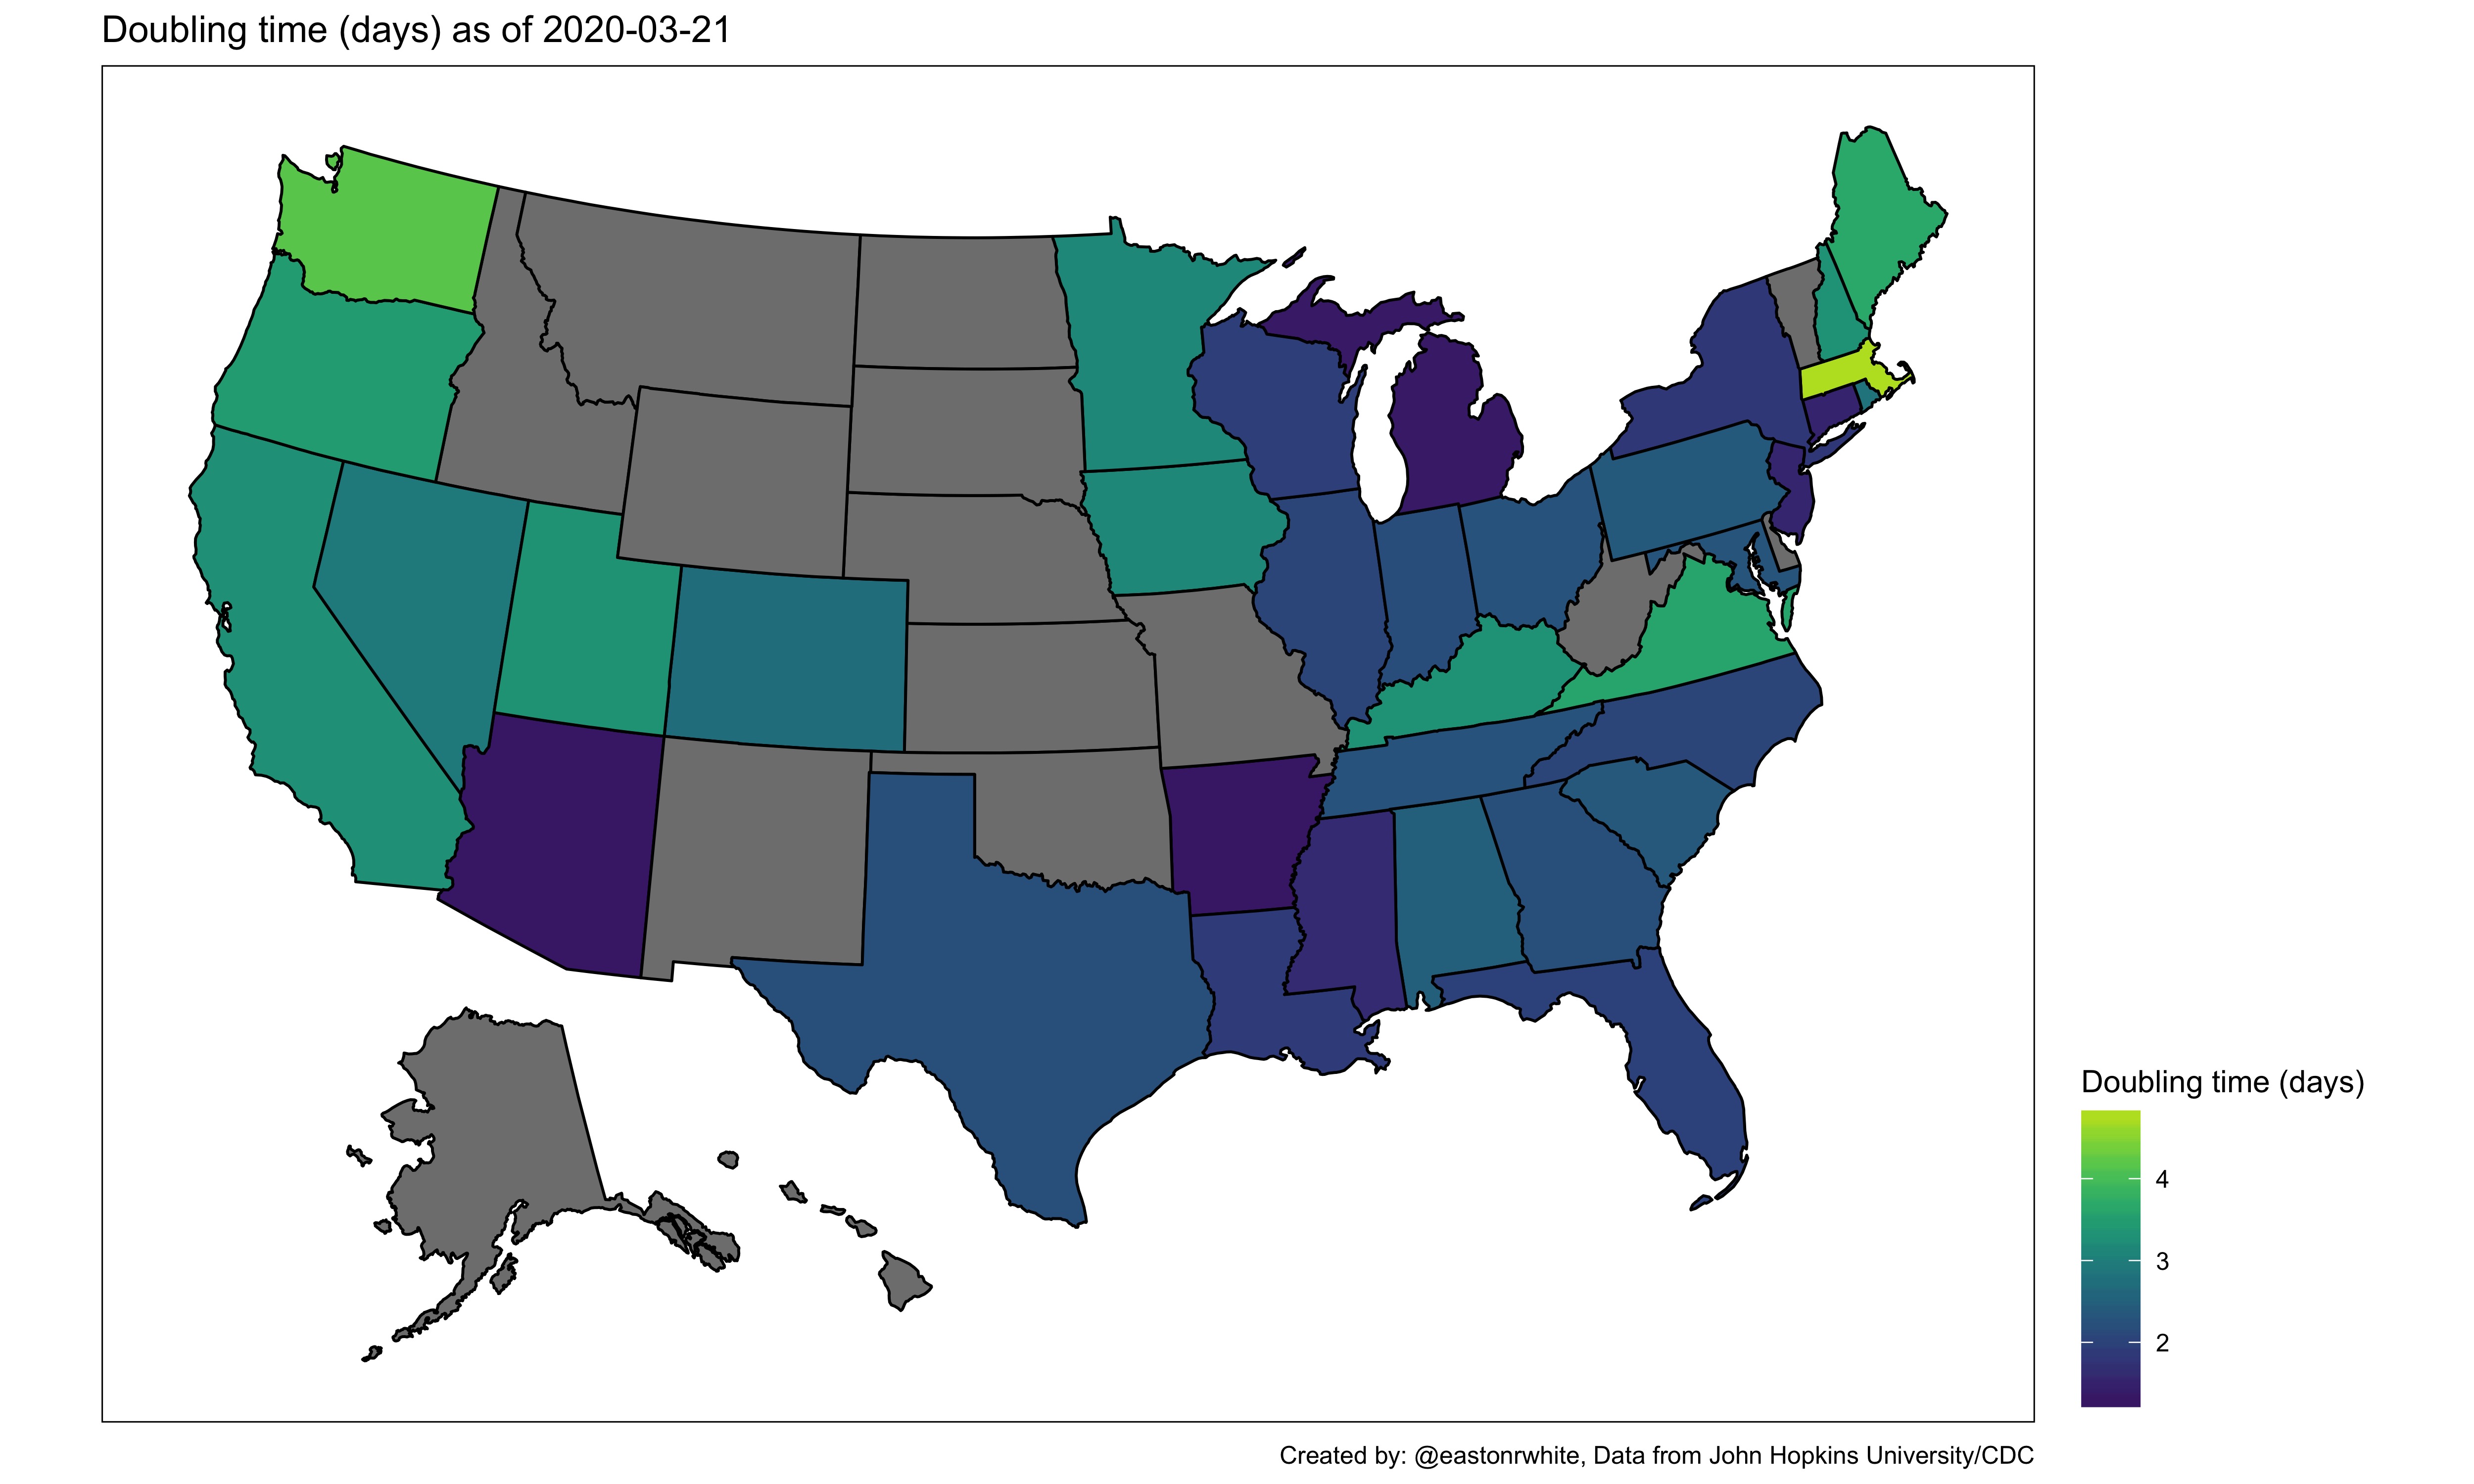 Doubling time (days) as of 2020-03-21
Doubling time (days)
4
3
2
Created by: @eastonrwhite, Data from John Hopkins University/CDC